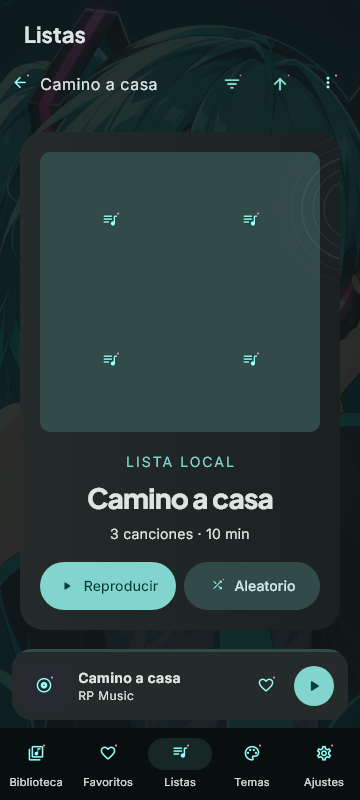 Listas
Camino a casa
LISTA LOCAL
Camino a casa
3 canciones · 10 min
Reproducir
Aleatorio
Camino a casa
RP Music
Biblioteca
Favoritos
Listas
Temas
Ajustes